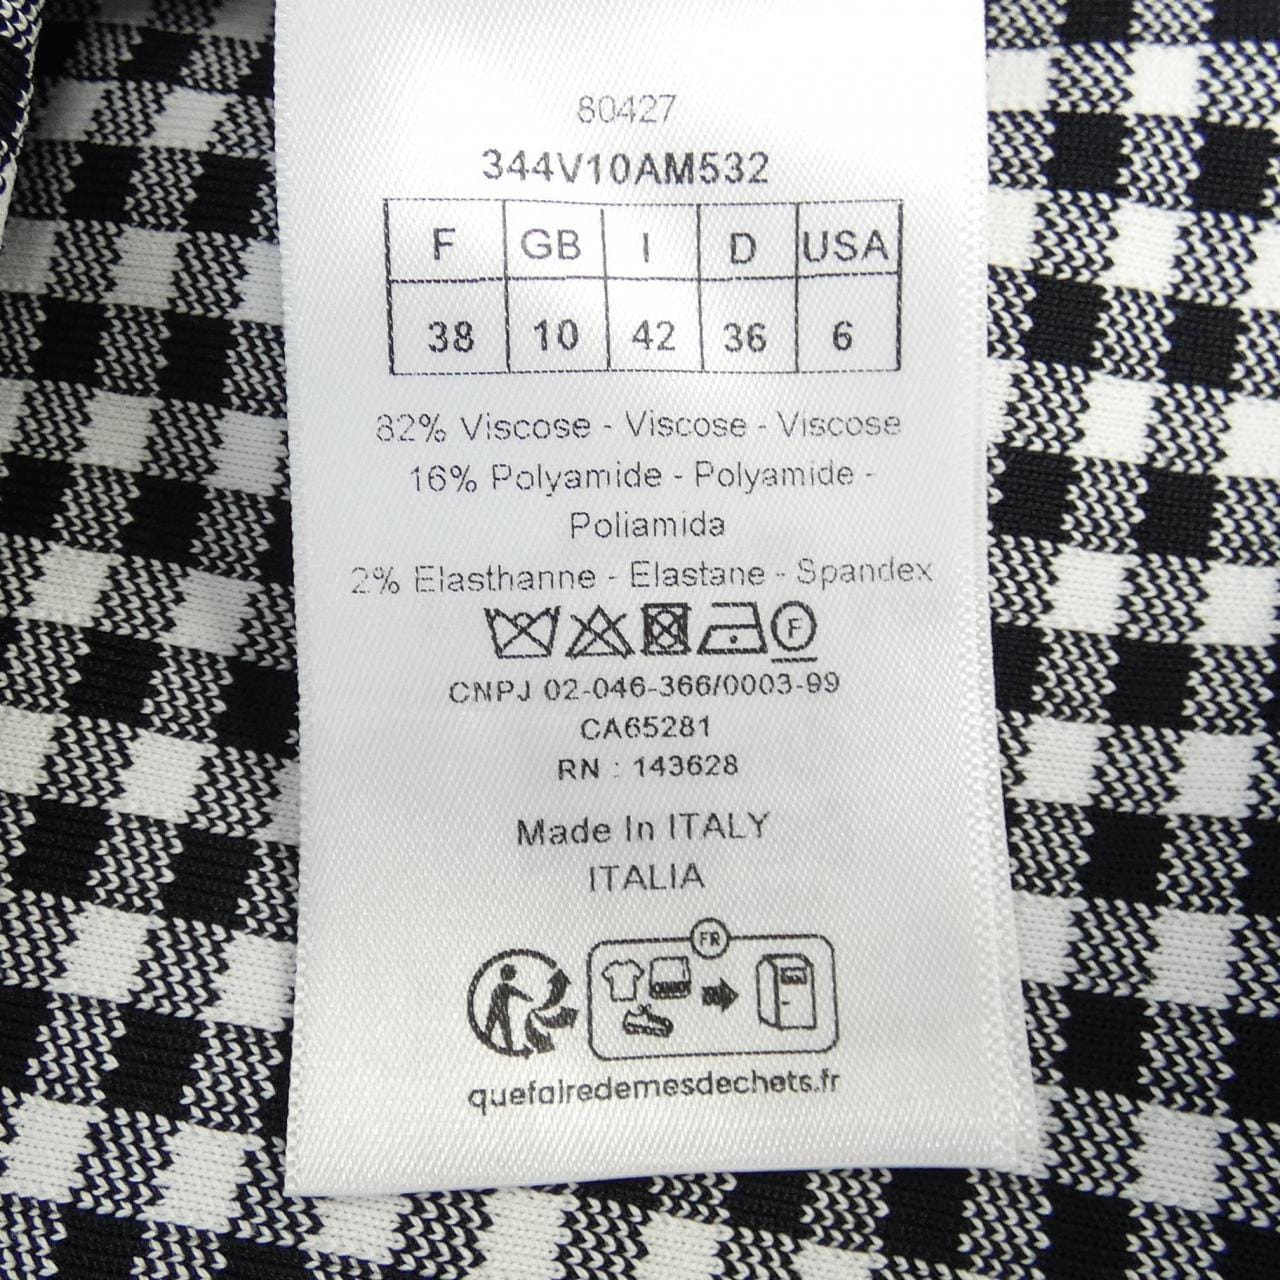 80427
344V10AM532
F GB I D USA
38 10 42 36 6
82% Viscose - Viscose - Viscose
16% Polyamide - Polyamide -
Poliamida
2% Elasthanne - Elastane - Spandex
F
CNPJ 02-046-366/0003-99
CA65281
RN : 143628
Made In ITALY
ITALIA
FR
quefairedemesdechets.fr